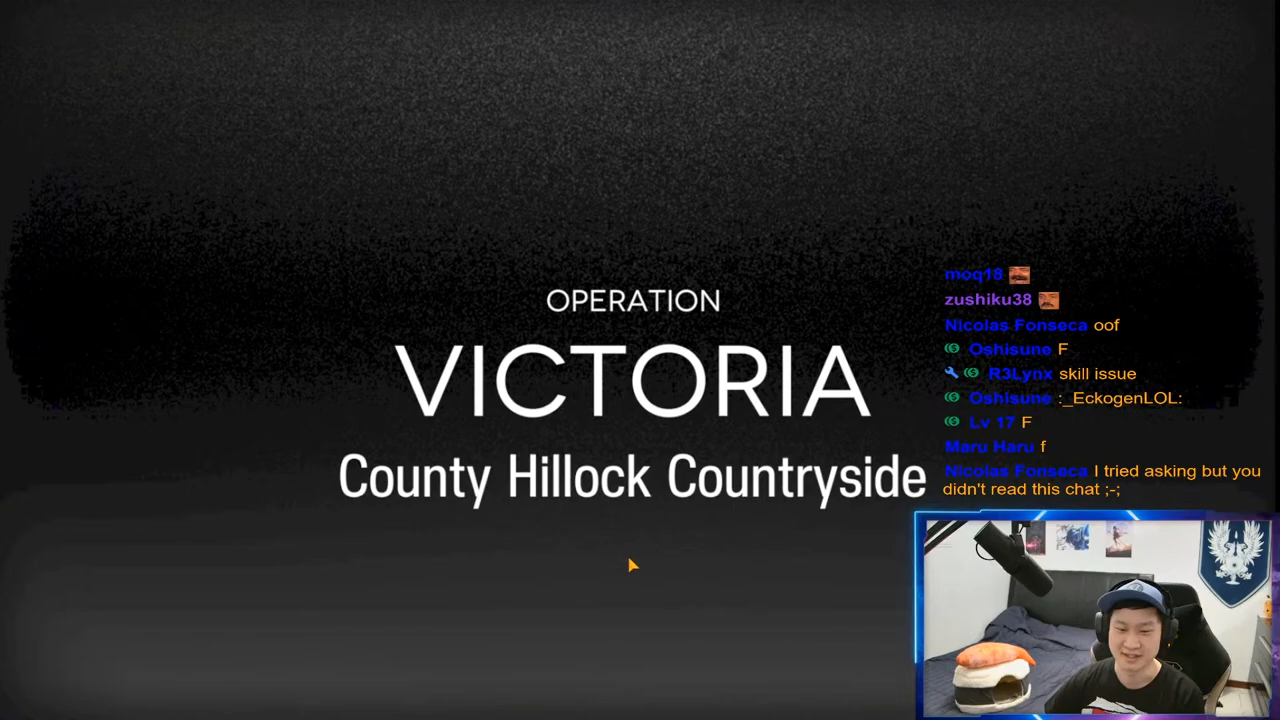 OPERATION
VICTORIA
County Hillock Countryside
moq18
zushiku38
Nicolas Fonseca oof
Oshisune F
R3Lynx skill issue
Oshisune :_EckogenLOL:
Lv 17 F
Maru Haru f
Nicolas Fonseca I tried asking but you
didn't read this chat ;-;